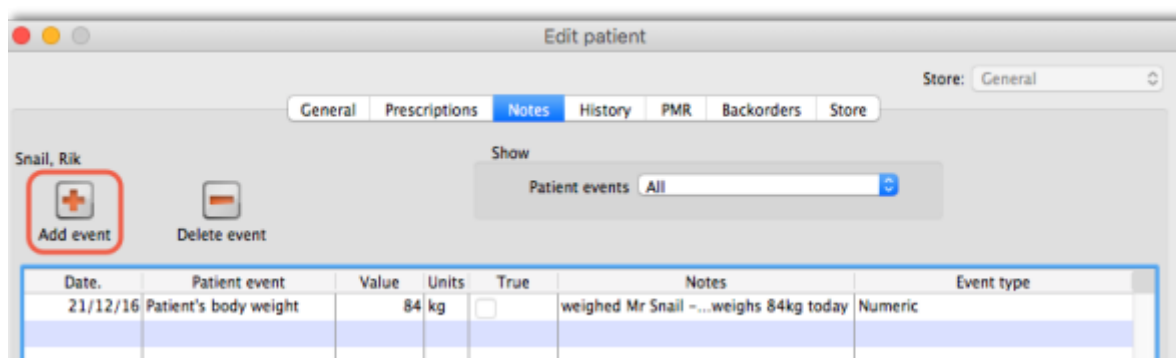 Edit patient
Store: General
General Prescriptions Notes History PMR Backorders Store
Snail, Rik
Show
Patient events All
Add event Delete event
Date. Patient event Value Units True Notes Event type
21/12/16 Patient's body weight 84 kg weighed Mr Snail -...weighs 84kg today Numeric